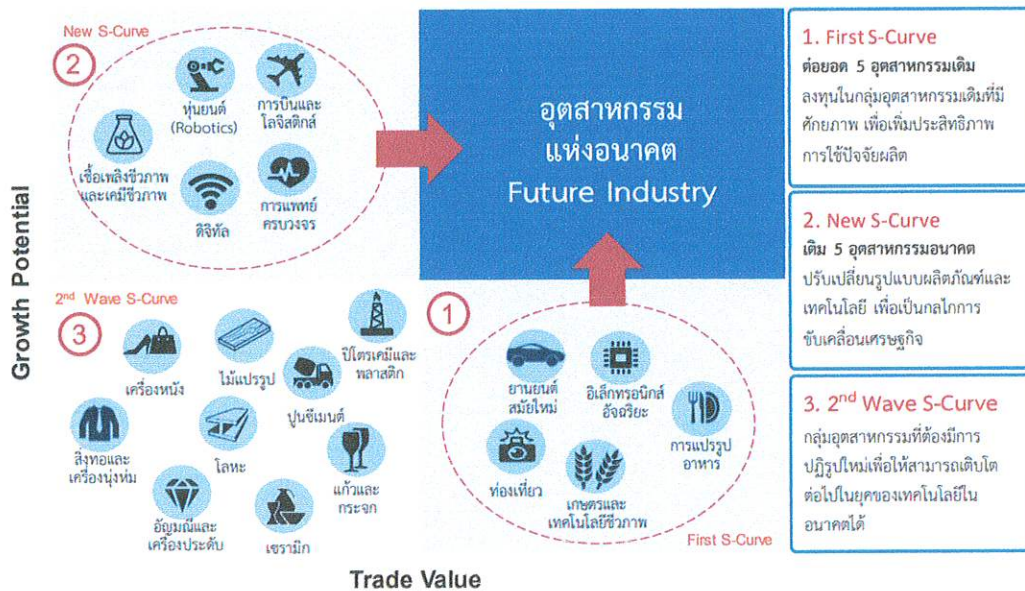 New S-Curve
2
หุ่นยนต์
(Robotics)
การบินและ
โลจิสติกส์
เชื้อเพลิงชีวภาพ
และเคมีชีวภาพ
ดิจิทัล
การแพทย์
ครบวงจร
อุตสาหกรรม
แห่งอนาคต
Future Industry
1. First S-Curve
ต่อยอด 5 อุตสาหกรรมเดิม
ลงทุนในกลุ่มอุตสาหกรรมเดิมที่มี
ศักยภาพ เพื่อเพิ่มประสิทธิภาพ
การใช้ปัจจัยผลิต
2. New S-Curve
เติม 5 อุตสาหกรรมอนาคต
ปรับเปลี่ยนรูปแบบผลิตภัณฑ์และ
เทคโนโลยี เพื่อเป็นกลไกการ
ขับเคลื่อนเศรษฐกิจ
3. 2nd Wave S-Curve
กลุ่มอุตสาหกรรมที่ต้องมีการ
ปฏิรูปใหม่เพื่อให้สามารถเติบโต
ต่อไปในยุคของเทคโนโลยีใน
อนาคตได้
Growth Potential
2nd Wave S-Curve
3
เครื่องหนัง
ไม้แปรรูป
ปิโตรเคมีและ
พลาสติก
ปูนซีเมนต์
สิ่งทอและ
เครื่องนุ่งห่ม
โลหะ
แก้วและ
กระจก
อัญมณีและ
เครื่องประดับ
เซรามิก
1
ยานยนต์
สมัยใหม่
อิเล็กทรอนิกส์
อัจฉริยะ
การแปรรูป
อาหาร
ท่องเที่ยว
เกษตรและ
เทคโนโลยีชีวภาพ
First S-Curve
Trade Value